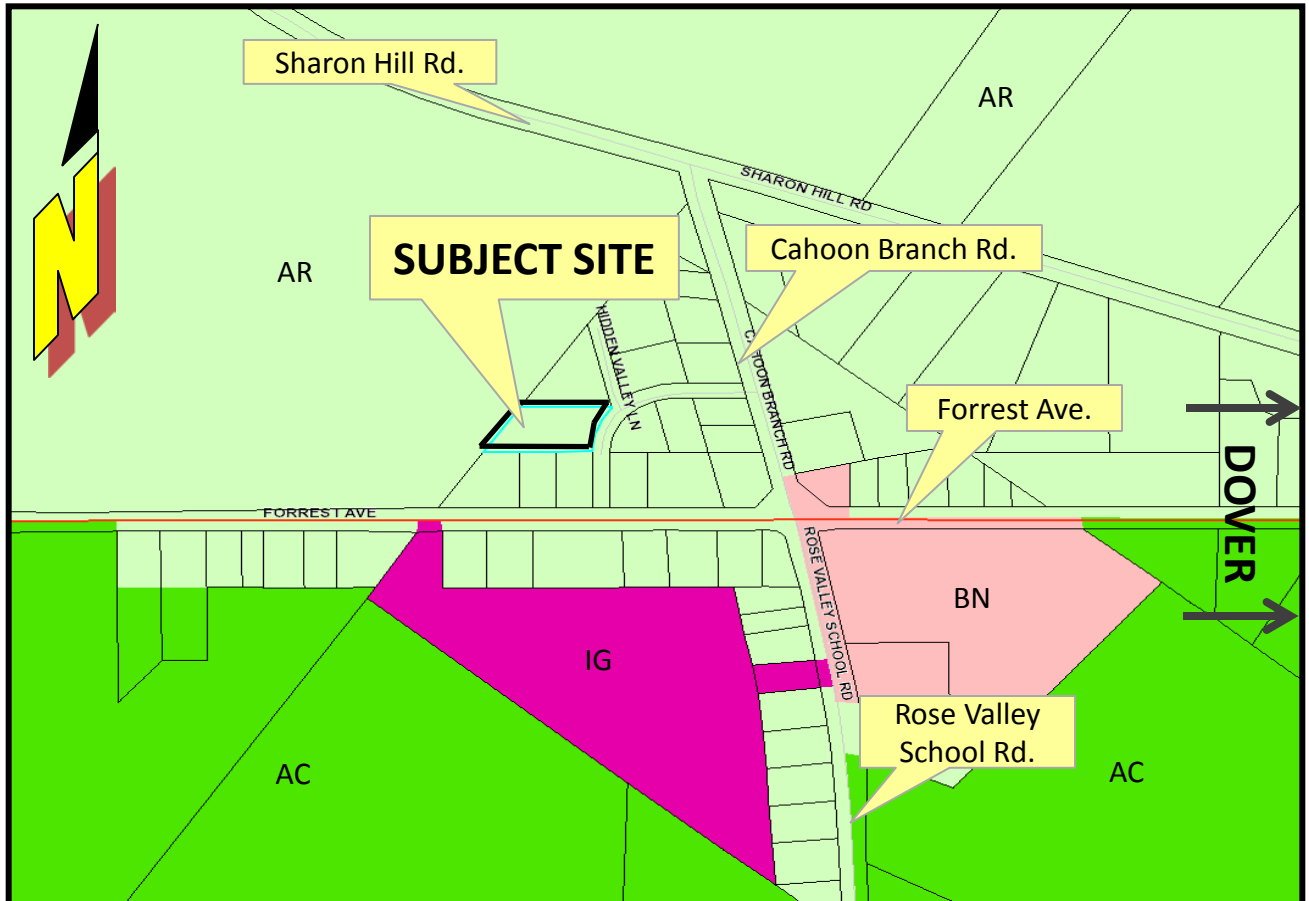 Sharon Hill Rd.
AR
SHARON HILL RD
N
SUBJECT SITE
Cahoon Branch Rd.
AR
HIDDEN VALLEY LN
CAHOON BRANCH RD
Forrest Ave.
DOVER
FORREST AVE
ROSE VALLEY SCHOOL RD
BN
IG
Rose Valley
School Rd.
AC
AC